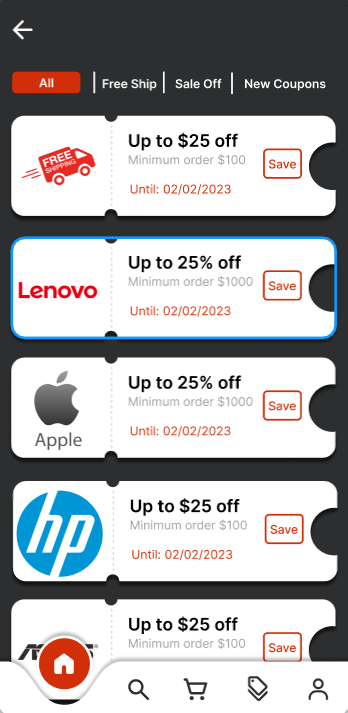 All
Free Ship
Sale Off
New Coupons
FREE
SHIPPING
Up to $25 off
Minimum order $100
Until: 02/02/2023
Save
Lenovo
Up to 25% off
Minimum order $1000
Until: 02/02/2023
Save
Apple
Up to 25% off
Minimum order $1000
Until: 02/02/2023
Save
hp
Up to $25 off
Minimum order $100
Until: 02/02/2023
Save
Up to $25 off
Minimum order $100
Save